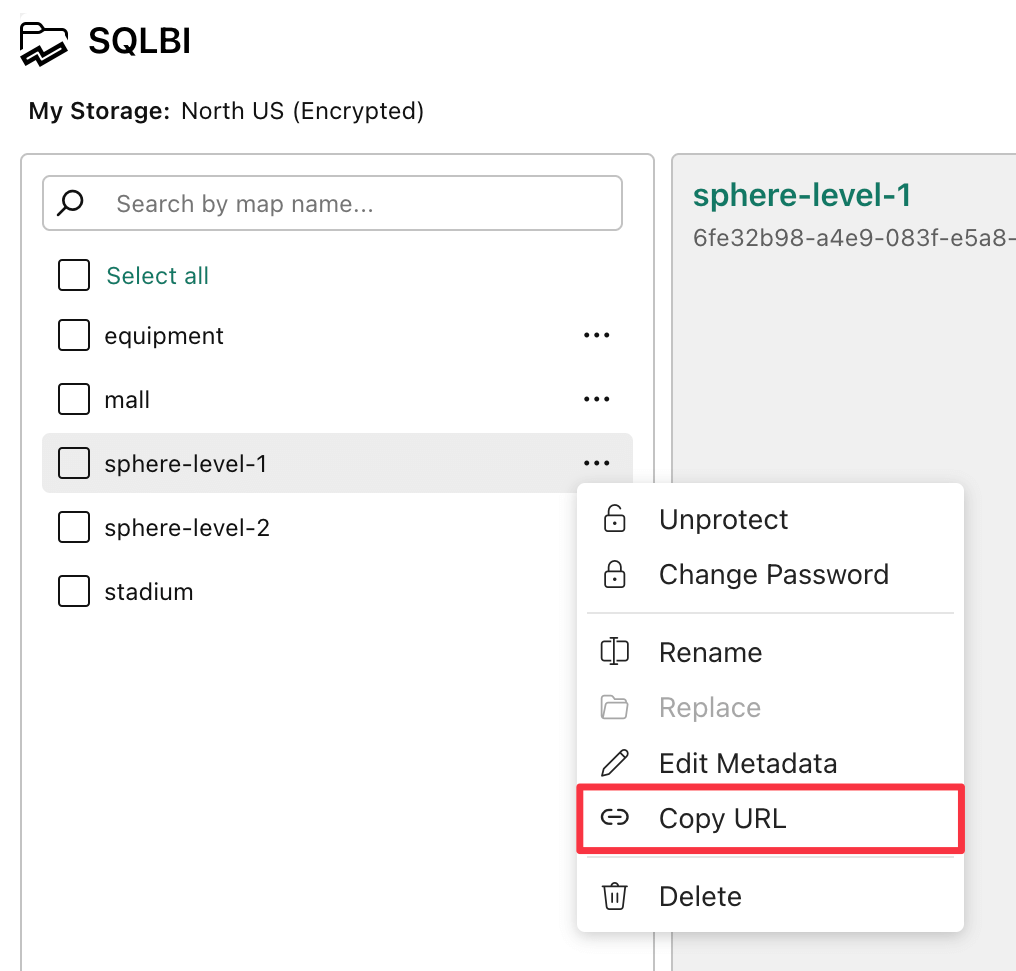 SQLBI
My Storage: North US (Encrypted)
Search by map name...
Select all
equipment
mall
sphere-level-1
sphere-level-2
stadium
sphere-level-1
6fe32b98-a4e9-083f-e5a8-
Unprotect
Change Password
Rename
Replace
Edit Metadata
Copy URL
Delete